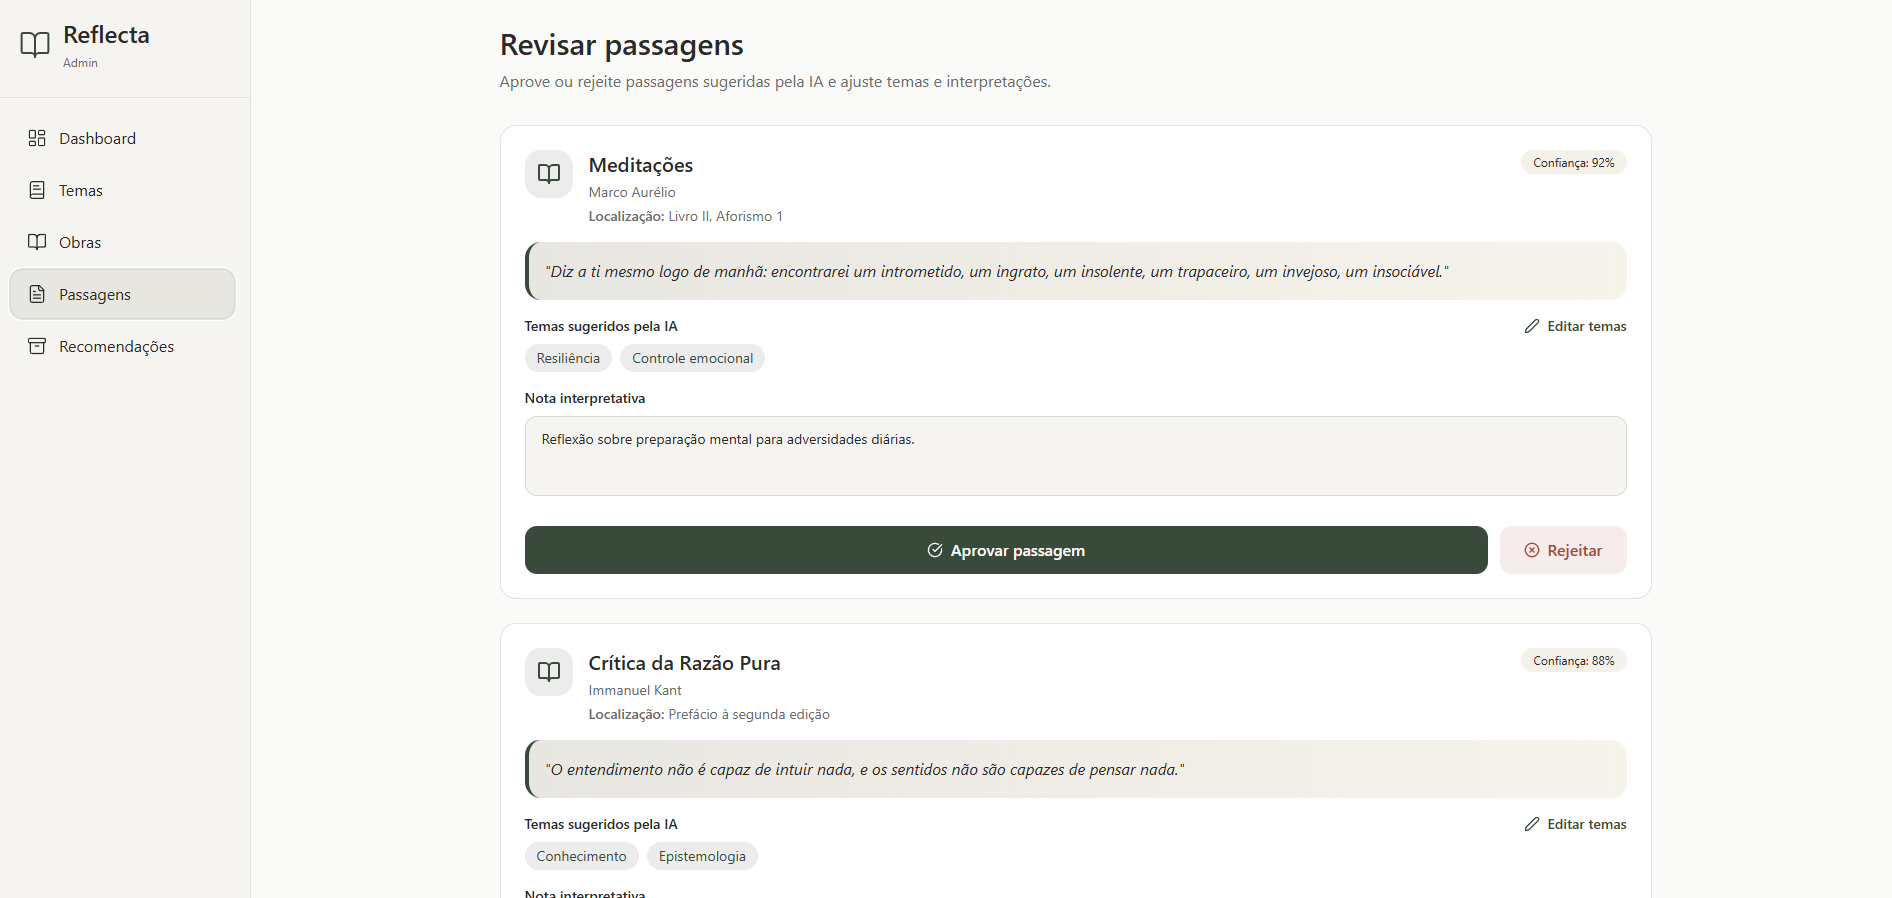 Reflecta
Admin
Dashboard
Temas
Obras
Passagens
Recomendações
Revisar passagens
Aprove ou rejeite passagens sugeridas pela IA e ajuste temas e interpretações.
Meditações
Confiança: 92%
Marco Aurélio
Localização: Livro II, Aforismo 1
"Diz a ti mesmo logo de manhã: encontrarei um intrometido, um ingrato, um insolente, um trapaceiro, um invejoso, um insociável."
Temas sugeridos pela IA
Editar temas
Resiliência
Controle emocional
Nota interpretativa
Reflexão sobre preparação mental para adversidades diárias.
Aprovar passagem
Rejeitar
Crítica da Razão Pura
Confiança: 88%
Immanuel Kant
Localização: Prefácio à segunda edição
"O entendimento não é capaz de intuir nada, e os sentidos não são capazes de pensar nada."
Temas sugeridos pela IA
Editar temas
Conhecimento
Epistemologia
Nota interpretativa